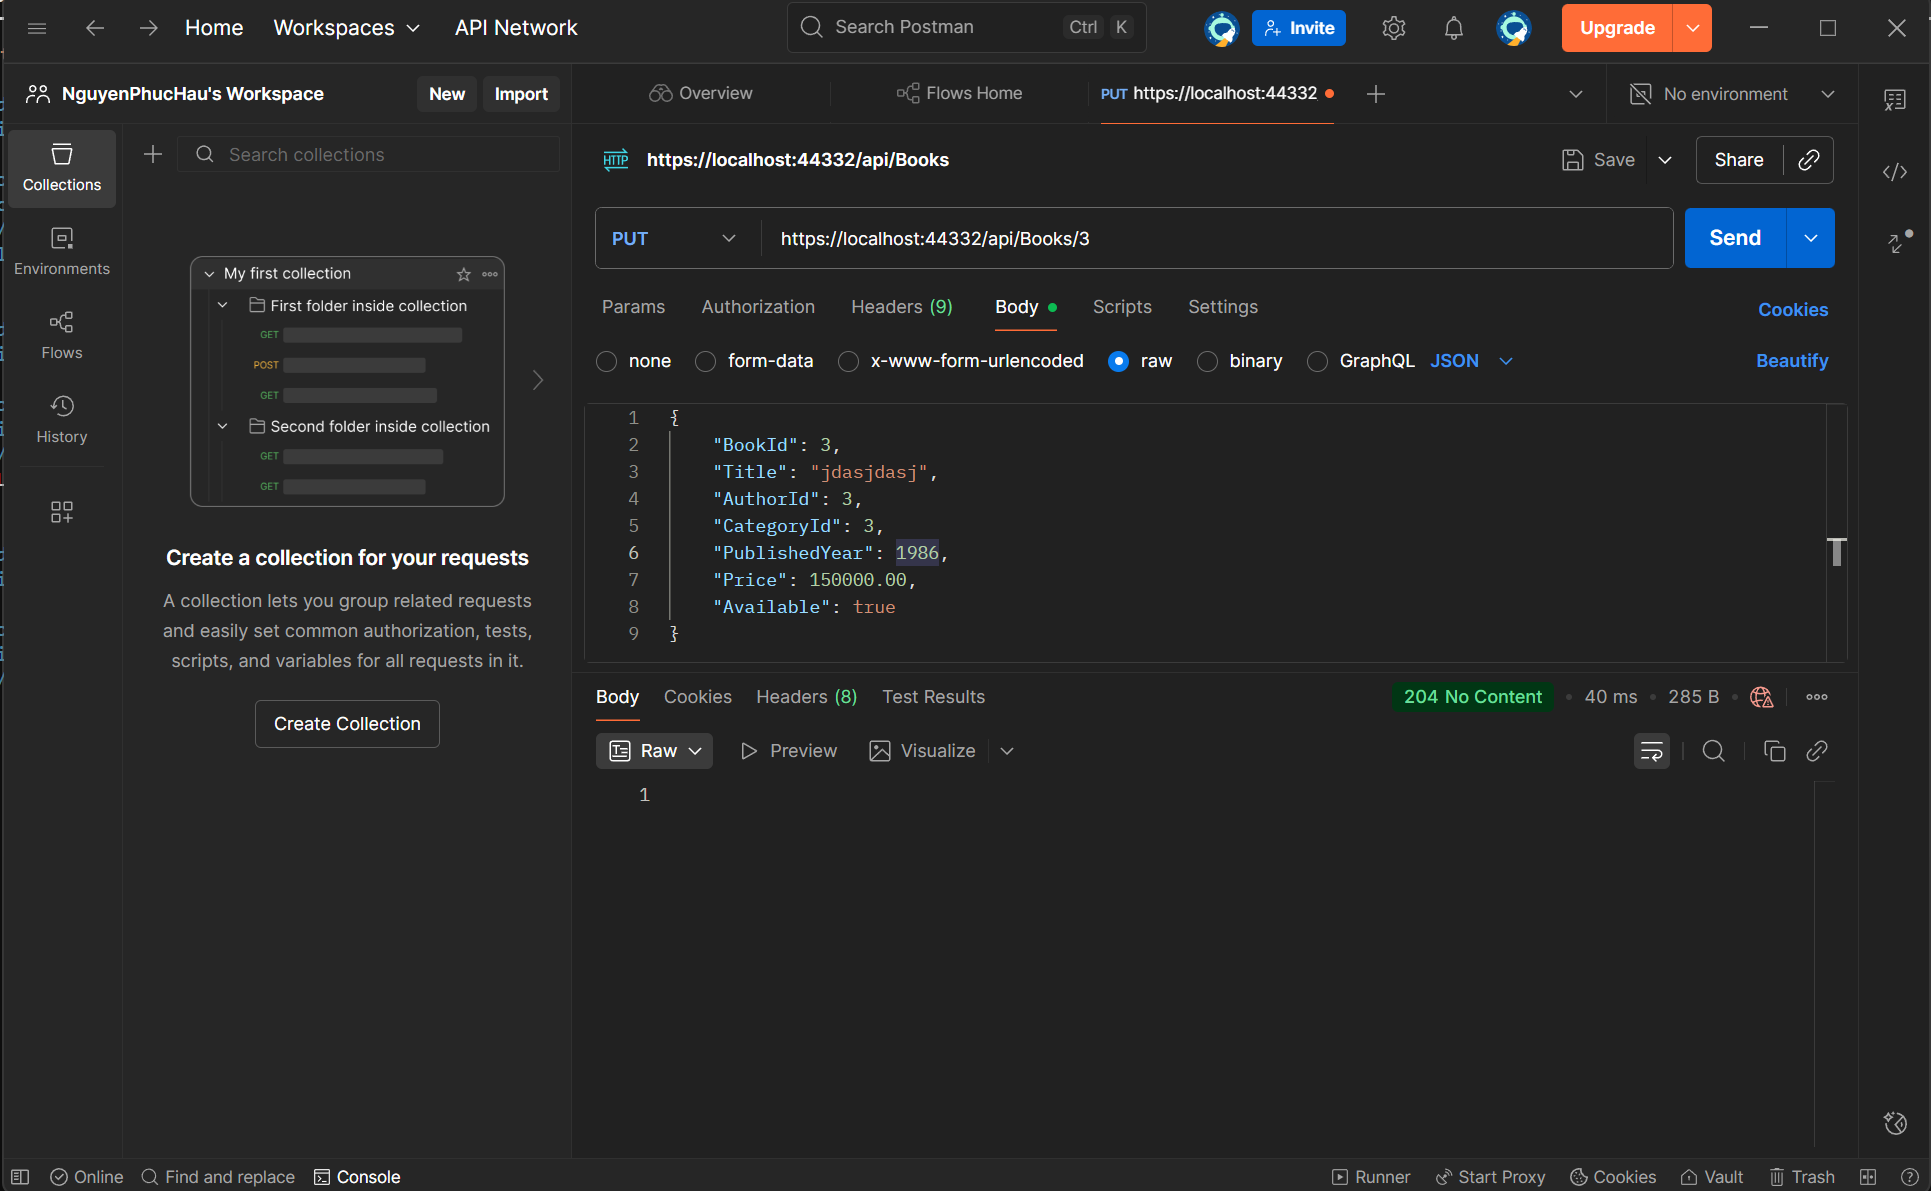 Home Workspaces API Network Search Postman Ctrl K Invite Upgrade
NguyenPhucHau's Workspace New Import
Overview Flows Home PUT https://localhost:44332 No environment
Collections
Environments
Flows
History
Search collections
My first collection
First folder inside collection
GET
POST
GET
Second folder inside collection
GET
GET
Create a collection for your requests
A collection lets you group related requests
and easily set common authorization, tests,
scripts, and variables for all requests in it.
Create Collection
HTTP https://localhost:44332/api/Books Save Share
PUT https://localhost:44332/api/Books/3 Send
Params Authorization Headers (9) Body Scripts Settings Cookies
none form-data x-www-form-urlencoded raw binary GraphQL JSON Beautify
1 {
2 "BookId": 3,
3 "Title": "jdasjdasj",
4 "AuthorId": 3,
5 "CategoryId": 3,
6 "PublishedYear": 1986,
7 "Price": 150000.00,
8 "Available": true
9 }
Body Cookies Headers (8) Test Results 204 No Content 40 ms 285 B
Raw Preview Visualize
1
Online Find and replace Console Runner Start Proxy Cookies Vault Trash